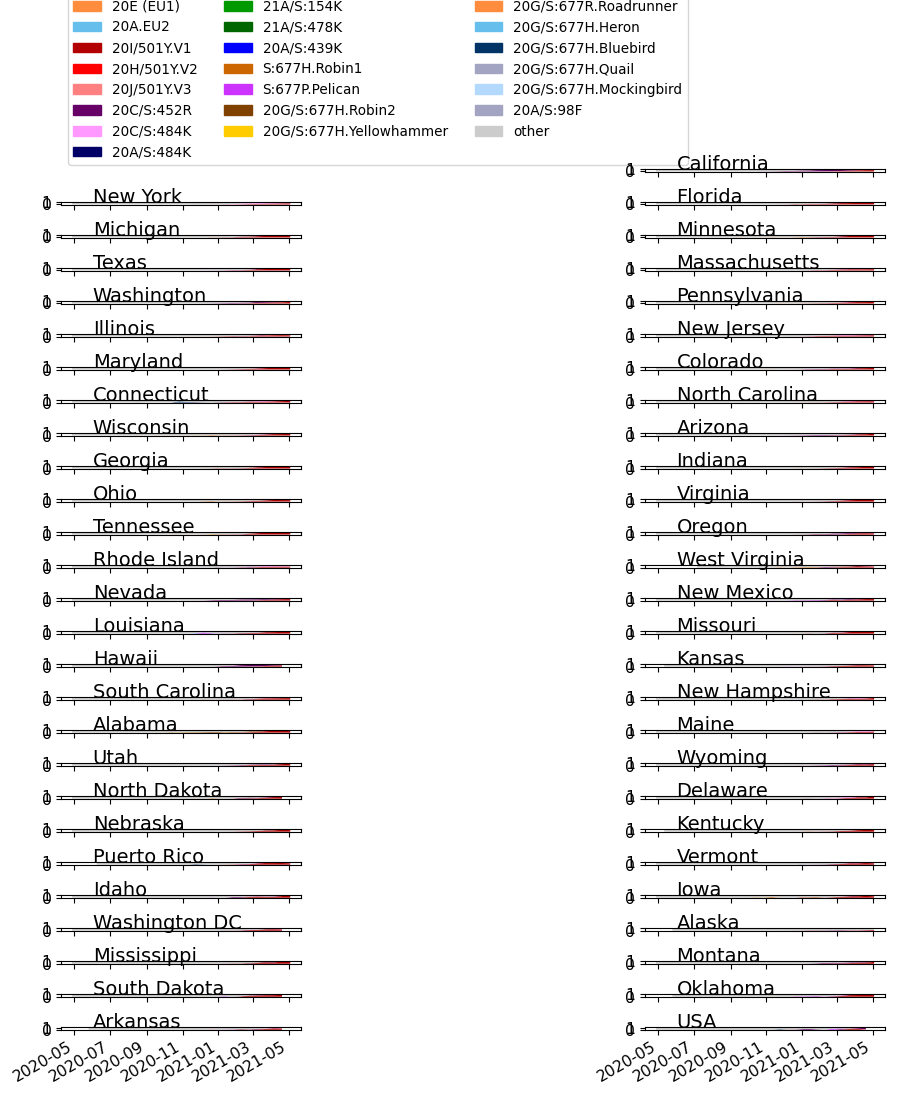 20E (EU1)
20A.EU2
20I/501Y.V1
20H/501Y.V2
20J/501Y.V3
20C/S:452R
20C/S:484K
20A/S:484K
21A/S:154K
21A/S:478K
20A/S:439K
S:677H.Robin1
S:677P.Pelican
20G/S:677H.Robin2
20G/S:677H.Yellowhammer
20G/S:677R.Roadrunner
20G/S:677H.Heron
20G/S:677H.Bluebird
20G/S:677H.Quail
20G/S:677H.Mockingbird
20A/S:98F
other
California
New York
Florida
Michigan
Minnesota
Texas
Massachusetts
Washington
Pennsylvania
Illinois
New Jersey
Maryland
Colorado
Connecticut
North Carolina
Wisconsin
Arizona
Georgia
Indiana
Ohio
Virginia
Tennessee
Oregon
Rhode Island
West Virginia
Nevada
New Mexico
Louisiana
Missouri
Hawaii
Kansas
South Carolina
New Hampshire
Alabama
Maine
Utah
Wyoming
North Dakota
Delaware
Nebraska
Kentucky
Puerto Rico
Vermont
Idaho
Iowa
Washington DC
Alaska
Mississippi
Montana
South Dakota
Oklahoma
Arkansas
USA
2020-05 2020-07 2020-09 2020-11 2021-01 2021-03 2021-05
2020-05 2020-07 2020-09 2020-11 2021-01 2021-03 2021-05